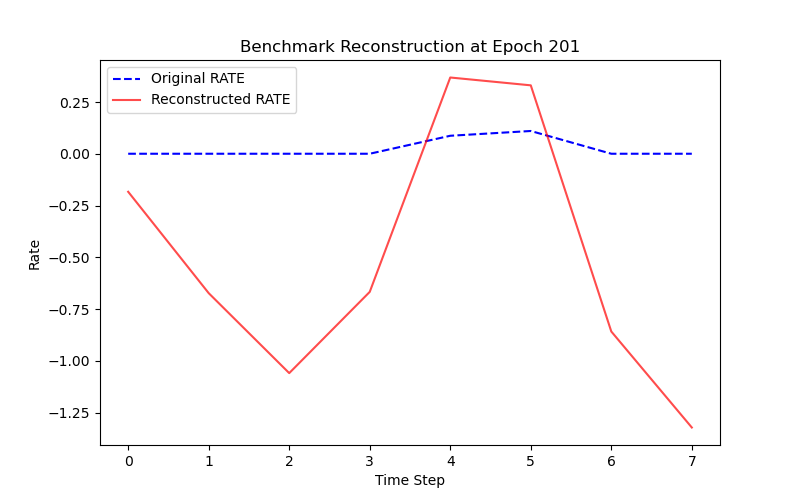 Benchmark Reconstruction at Epoch 201
Original RATE
Reconstructed RATE
0.25
0.00
−0.25
−0.50
−0.75
−1.00
−1.25
Rate
0 1 2 3 4 5 6 7
Time Step